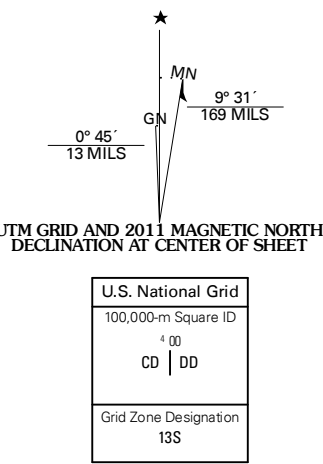 ★
MN
9° 31´
169 MILS
GN
0° 45´
13 MILS
UTM GRID AND 2011 MAGNETIC NORTH
DECLINATION AT CENTER OF SHEET
U.S. National Grid
100,000-m Square ID
4 00
CD | DD
Grid Zone Designation
13S